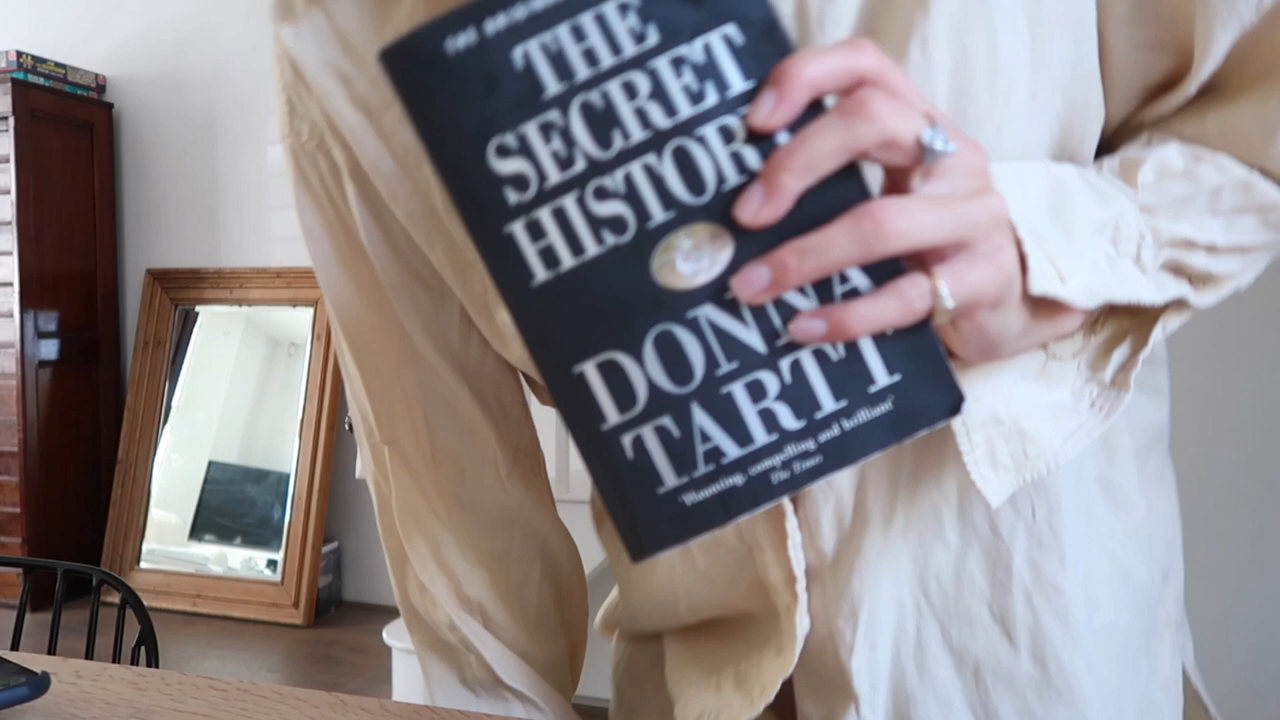 THE
SECRET
HISTORY
DONNA
TARTT
'Haunting, compelling and brilliant'
The Times